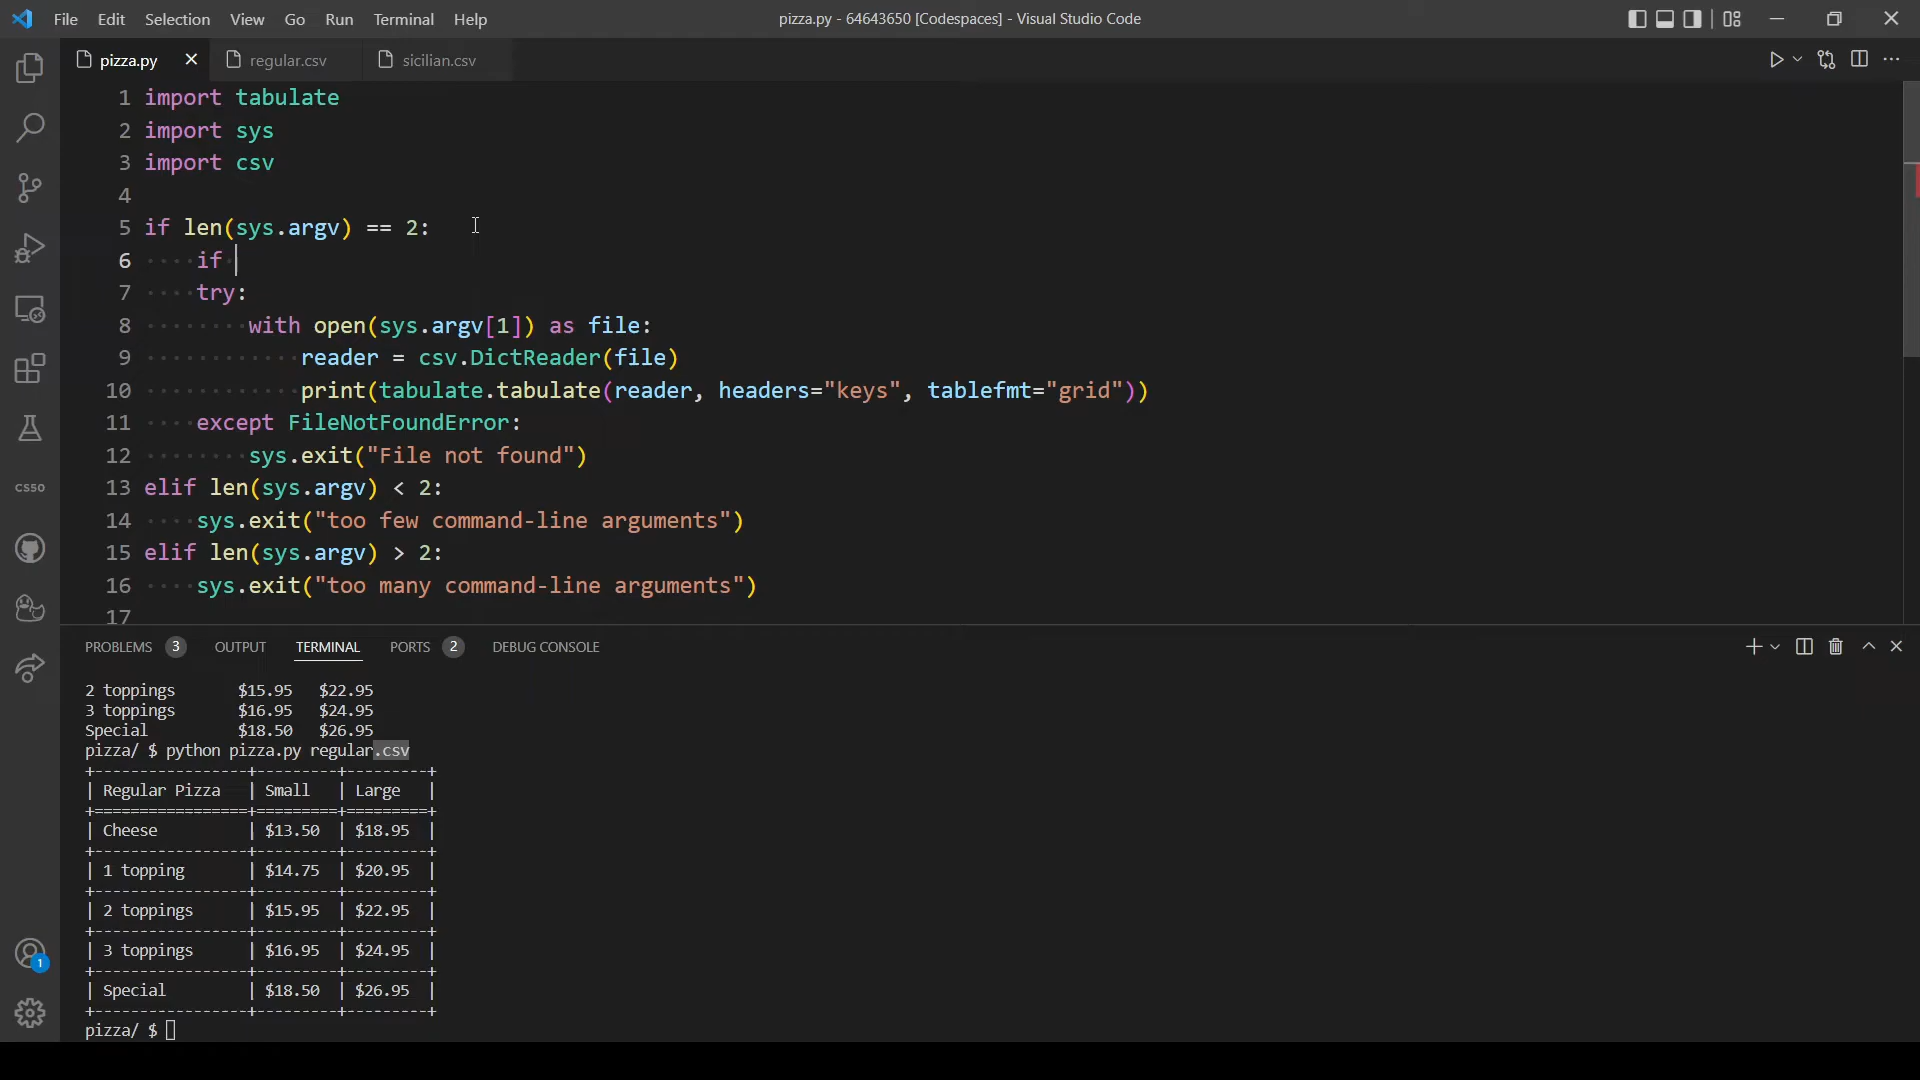 File Edit Selection View Go Run Terminal Help pizza.py - 64643650 [Codespaces] - Visual Studio Code
pizza.py regular.csv sicilian.csv
1 import tabulate
2 import sys
3 import csv
4
5 if len(sys.argv) == 2:
6 ····if·
7 ····try:
8 ········with open(sys.argv[1]) as file:
9 ············reader = csv.DictReader(file)
10 ············print(tabulate.tabulate(reader, headers="keys", tablefmt="grid"))
11 ····except FileNotFoundError:
12 ········sys.exit("File not found")
13 elif len(sys.argv) < 2:
14 ····sys.exit("too few command-line arguments")
15 elif len(sys.argv) > 2:
16 ····sys.exit("too many command-line arguments")
17
CS50
1
PROBLEMS 3 OUTPUT TERMINAL PORTS 2 DEBUG CONSOLE
2 toppings $15.95 $22.95
3 toppings $16.95 $24.95
Special $18.50 $26.95
pizza/ $ python pizza.py regular.csv
+-----------------+---------+---------+
| Regular Pizza | Small | Large |
+=================+=========+=========+
| Cheese | $13.50 | $18.95 |
+-----------------+---------+---------+
| 1 topping | $14.75 | $20.95 |
+-----------------+---------+---------+
| 2 toppings | $15.95 | $22.95 |
+-----------------+---------+---------+
| 3 toppings | $16.95 | $24.95 |
+-----------------+---------+---------+
| Special | $18.50 | $26.95 |
+-----------------+---------+---------+
pizza/ $